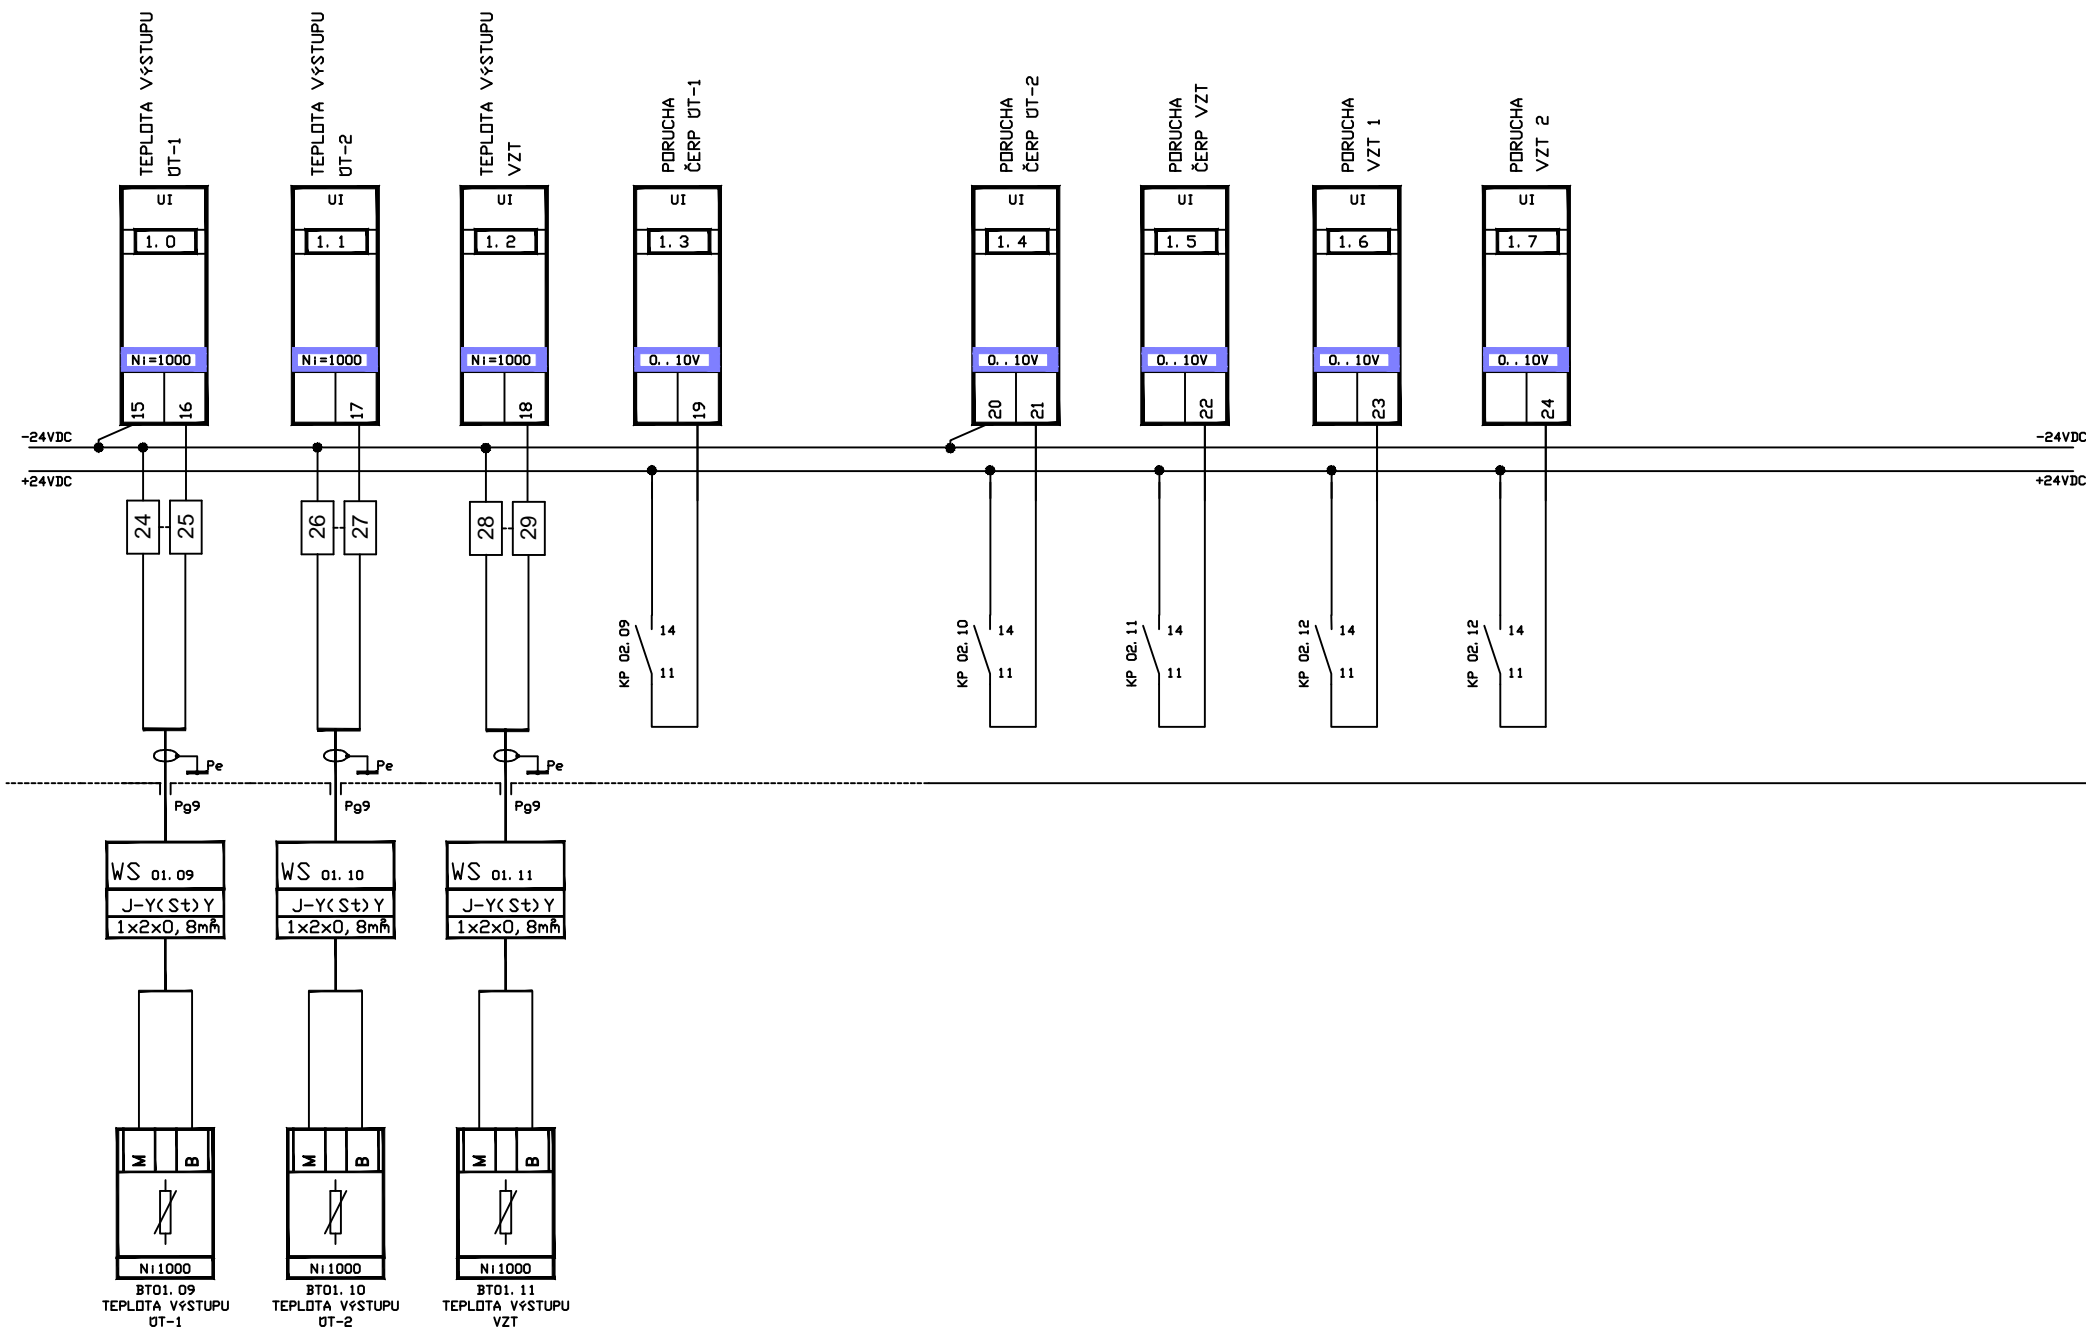 TEPLOTA VÝSTUPU
ÚT-1
TEPLOTA VÝSTUPU
ÚT-2
TEPLOTA VÝSTUPU
VZT
PORUCHA
ČERP ÚT-1
PORUCHA
ČERP ÚT-2
PORUCHA
ČERP VZT
PORUCHA
VZT 1
PORUCHA
VZT 2
UI UI UI UI UI UI UI UI
1.0 1.1 1.2 1.3 1.4 1.5 1.6 1.7
Ni=1000 Ni=1000 Ni=1000 0..10V 0..10V 0..10V 0..10V 0..10V
15 16 17 18 19 20 21 22 23 24
-24VDC -24VDC
+24VDC +24VDC
24 25 26 27 28 29
KP 02.09 14 11
KP 02.10 14 11
KP 02.11 14 11
KP 02.12 14 11
KP 02.12 14 11
Pe Pe Pe
Pg9 Pg9 Pg9
WS 01.09 WS 01.10 WS 01.11
J-Y(St)Y J-Y(St)Y J-Y(St)Y
1x2x0,8mm² 1x2x0,8mm² 1x2x0,8mm²
M B M B M B
Ni1000 Ni1000 Ni1000
BT01.09
TEPLOTA VÝSTUPU
ÚT-1
BT01.10
TEPLOTA VÝSTUPU
ÚT-2
BT01.11
TEPLOTA VÝSTUPU
VZT